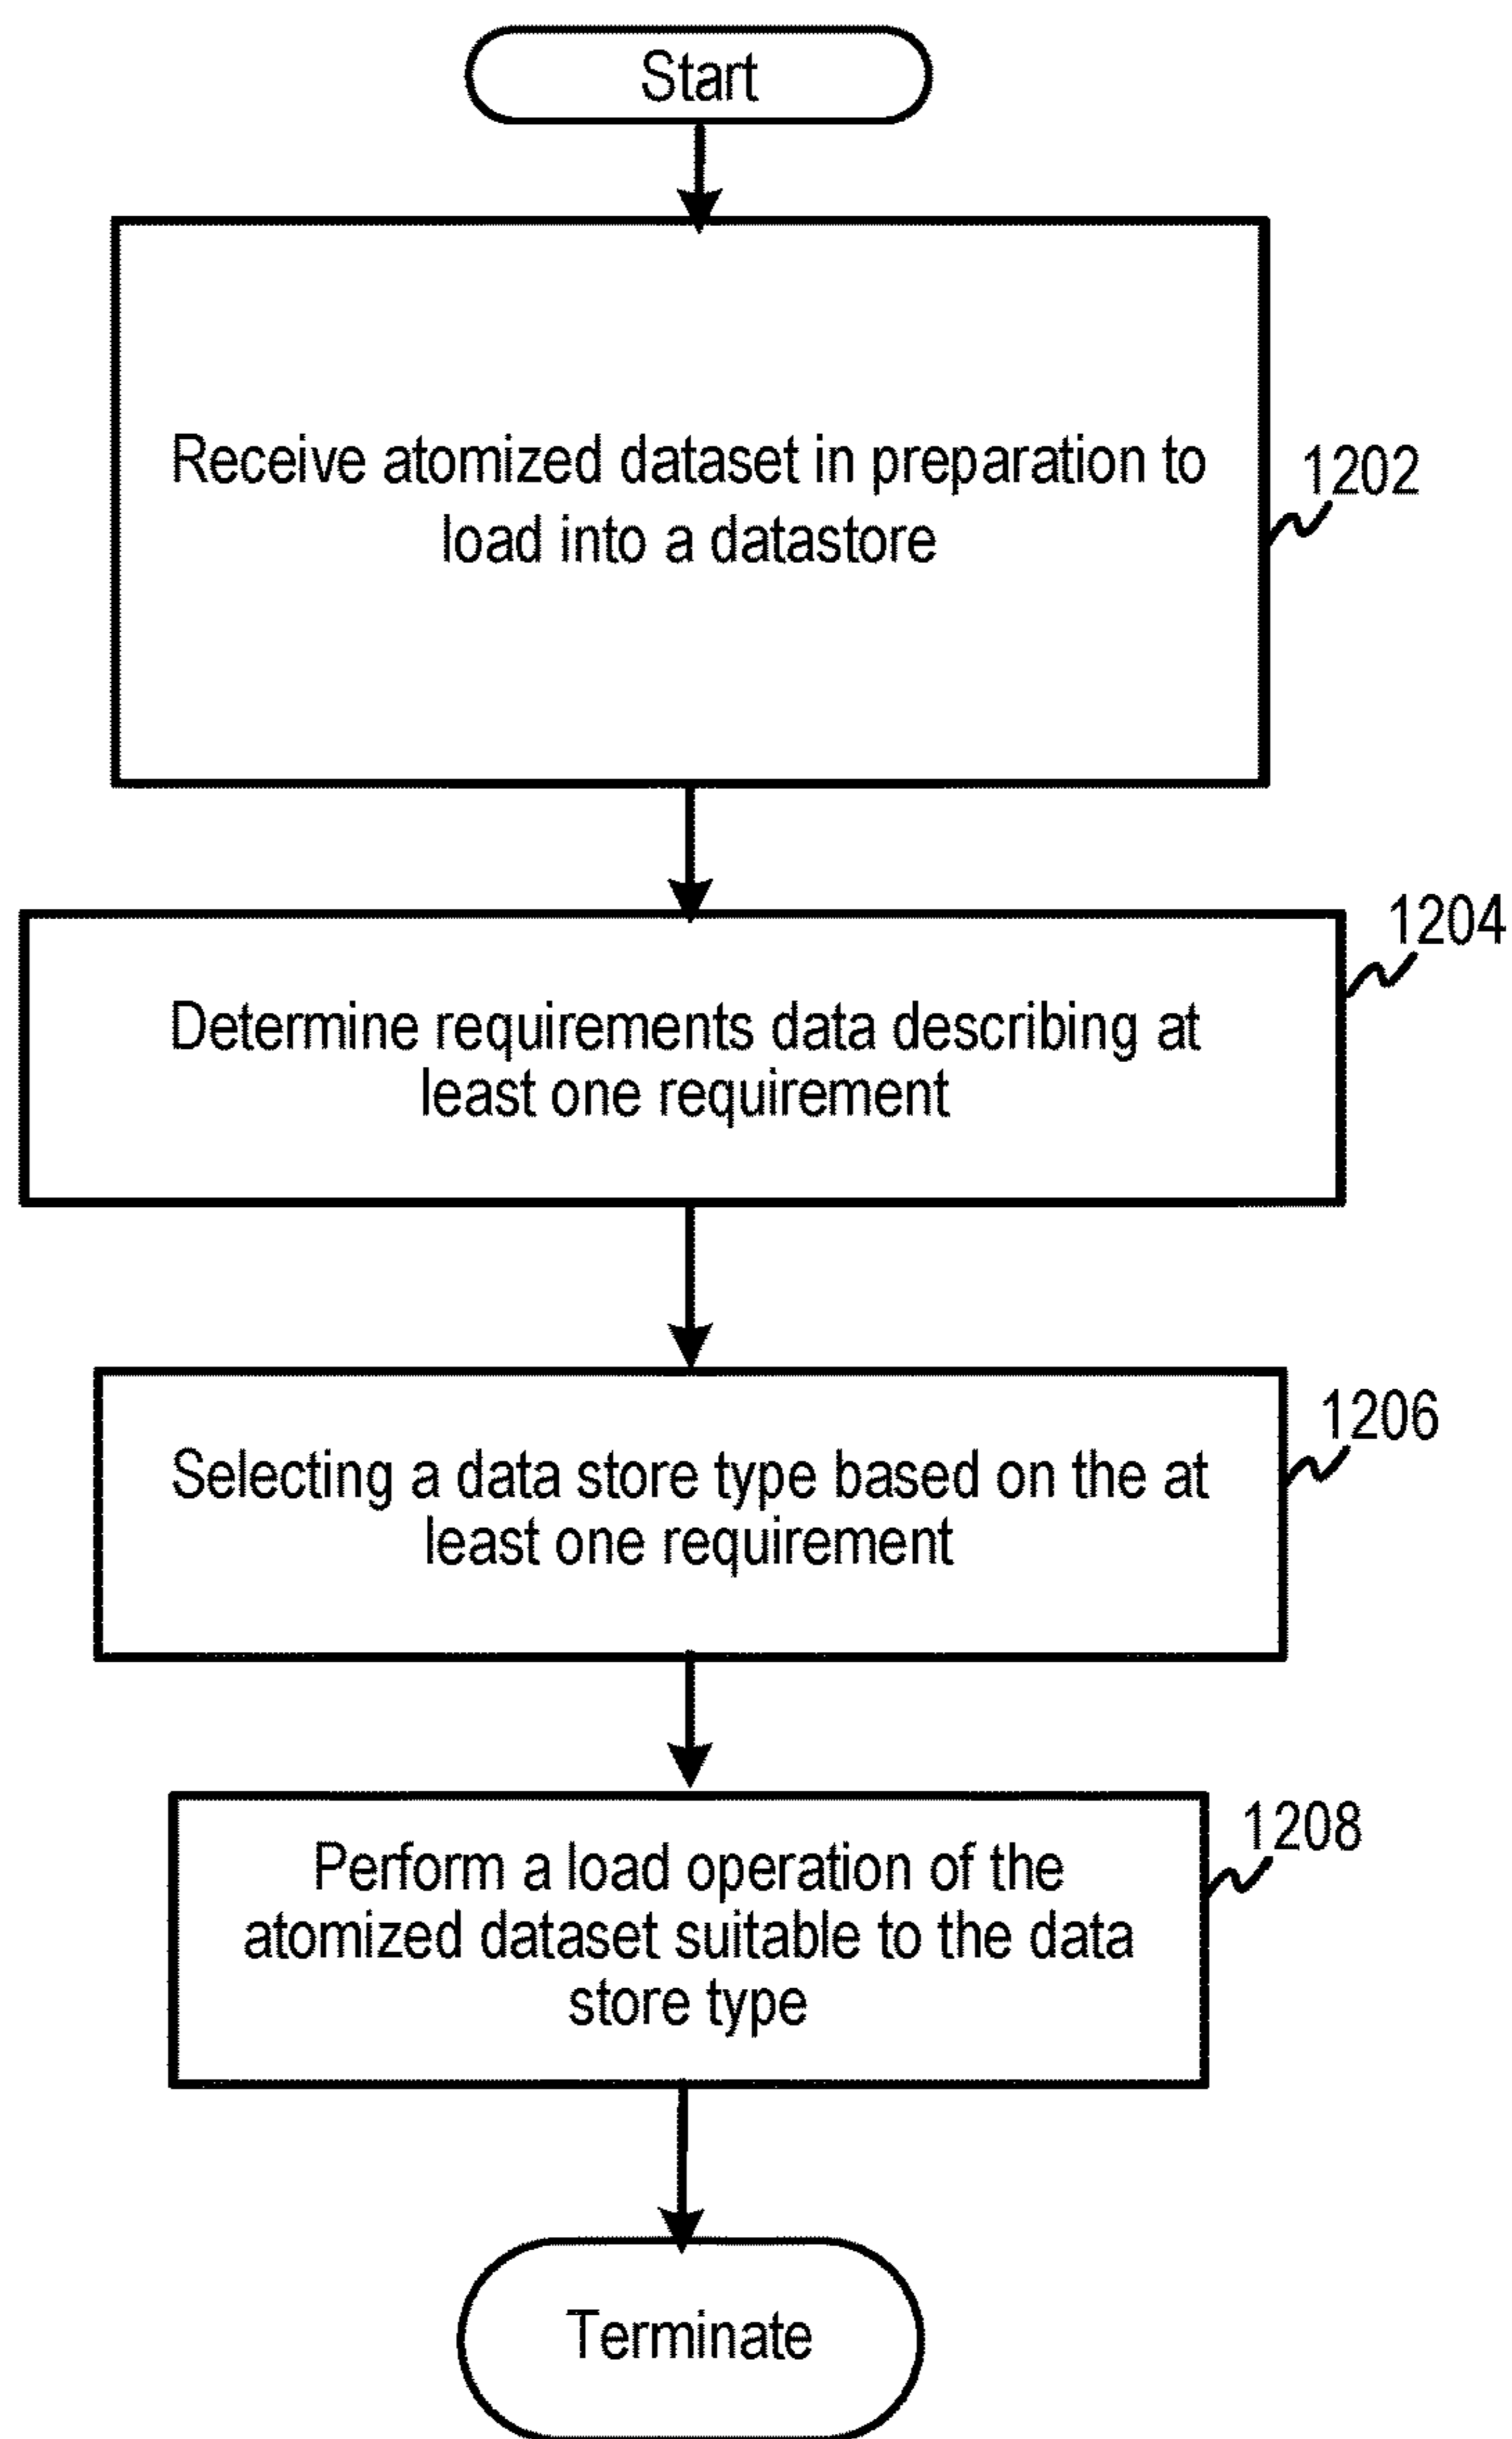 Start
Receive atomized dataset in preparation to
load into a datastore
1202
1204
Determine requirements data describing at
least one requirement
1206
Selecting a data store type based on the at
least one requirement
1208
Perform a load operation of the
atomized dataset suitable to the data
store type
Terminate